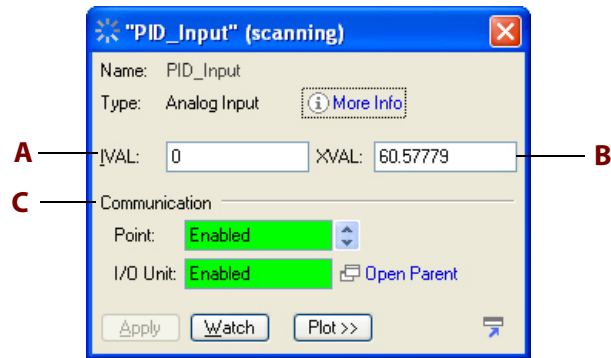 "PID_Input" (scanning)
Name: PID_Input
Type: Analog Input More Info
A IVAL: 0 XVAL: 60.57779 B
C Communication
Point: Enabled
I/O Unit: Enabled Open Parent
Apply Watch Plot >>